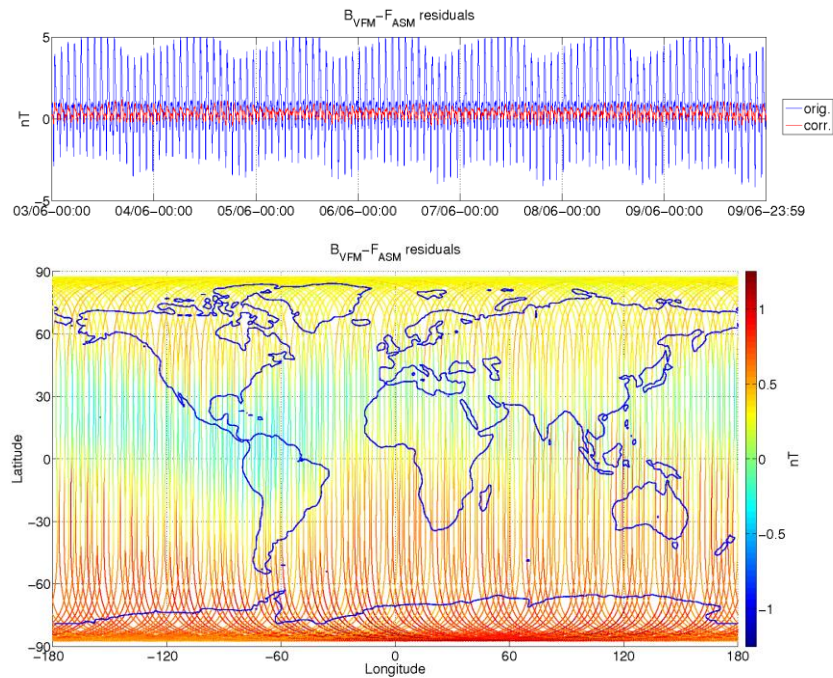 B_VFM−F_ASM residuals
5
0
−5
nT
03/06−00:00 04/06−00:00 05/06−00:00 06/06−00:00 07/06−00:00 08/06−00:00 09/06−00:00 09/06−23:59
orig.
corr.
B_VFM−F_ASM residuals
90
60
30
0
−30
−60
−90
Latitude
−180 −120 −60 0 60 120 180
Longitude
1
0.5
0
−0.5
−1
nT